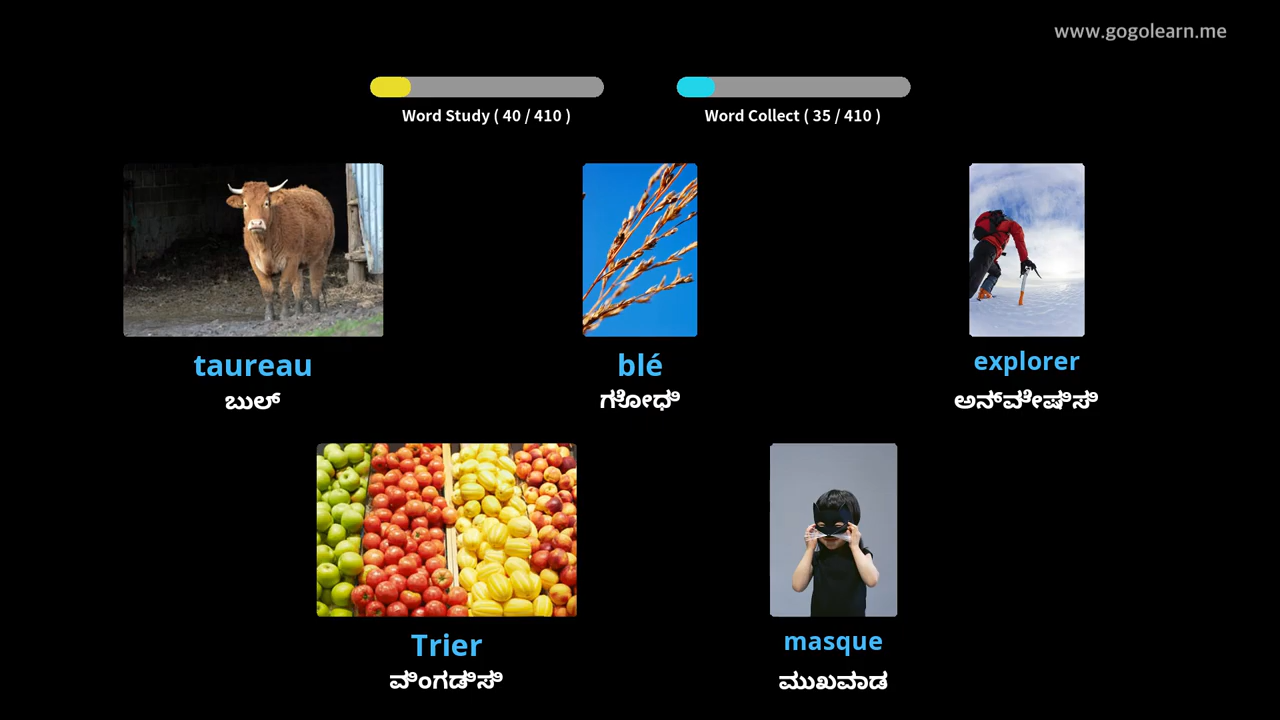 www.gogolearn.me
Word Study ( 40 / 410 )
Word Collect ( 35 / 410 )
taureau
ಬುಲ್
blé
ಗೋಧಿ
explorer
ಅನ್ವೇಷಿಸಿ
Trier
ವಿಂಗಡಿಸಿ
masque
ಮುಖವಾಡ